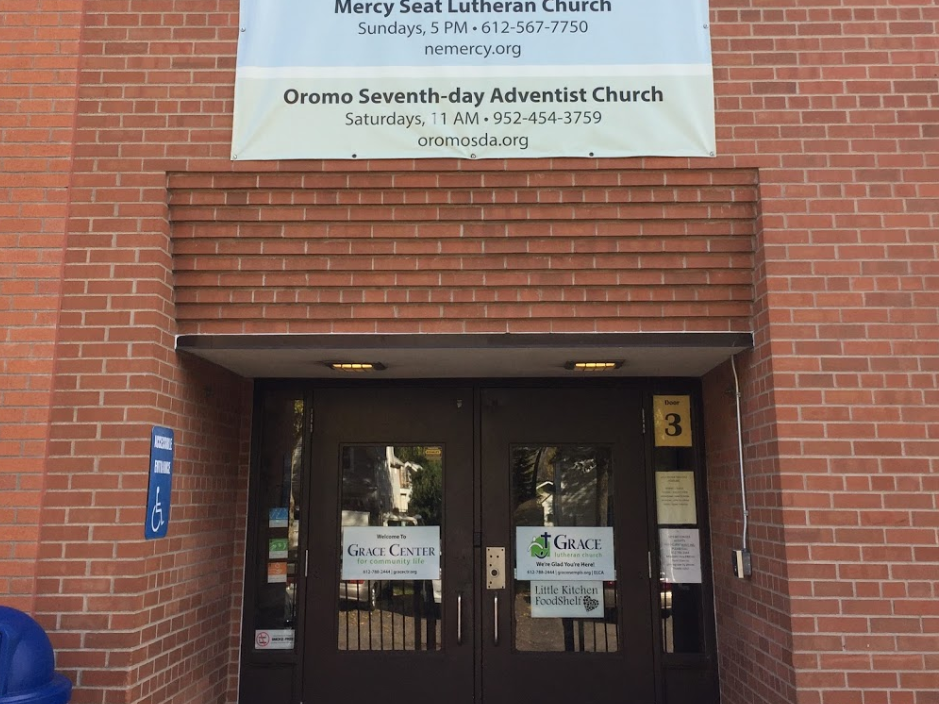 Mercy Seat Lutheran Church
Sundays, 5 PM • 612-567-7750
nemercy.org
Oromo Seventh-day Adventist Church
Saturdays, 11 AM • 952-454-3759
oromosda.org
Door
3
ENTRANCE
Welcome To
GRACE CENTER
for community life
GRACE
lutheran church
We're Glad You're Here!
Little Kitchen
FoodShelf